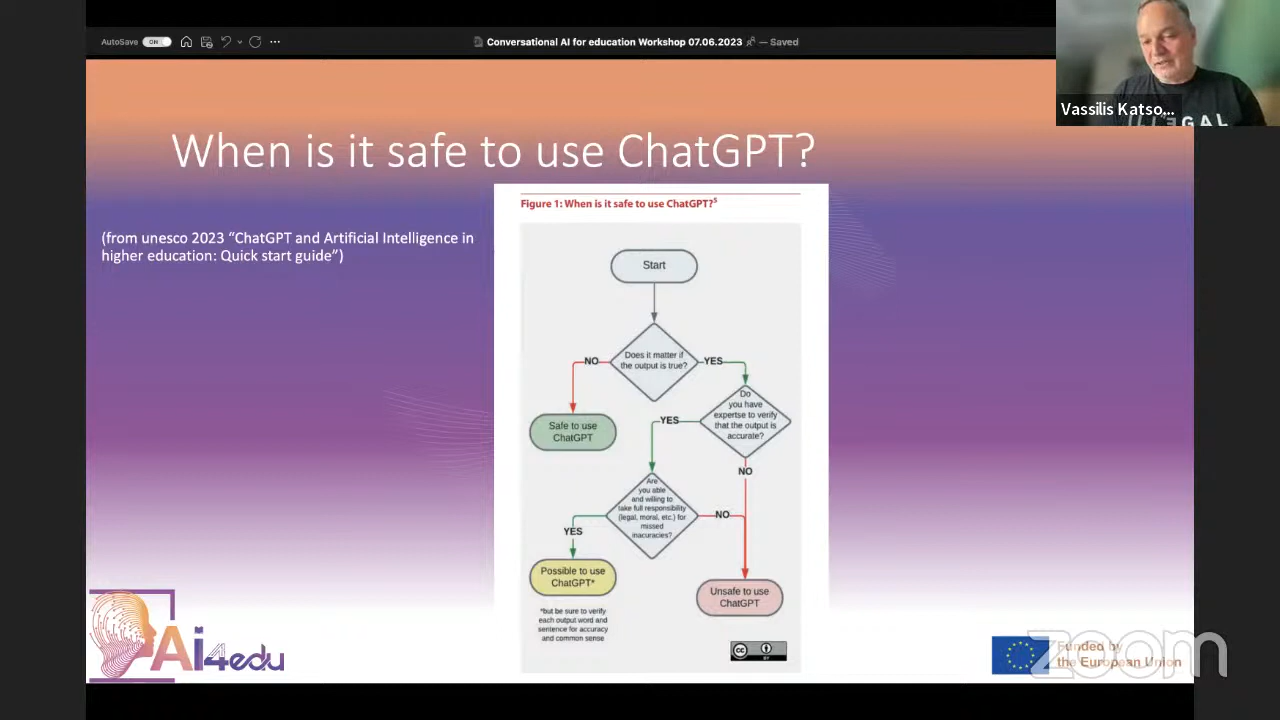 AutoSave ON ...
Conversational AI for education Workshop 07.06.2023 — Saved
Vassilis Katso...
When is it safe to use ChatGPT?
(from unesco 2023 “ChatGPT and Artificial Intelligence in
higher education: Quick start guide”)
Figure 1: When is it safe to use ChatGPT?5
Start
Does it matter if
the output is true?
NO
YES
Do
you have
expertse to verify
that the output is
accurate?
Safe to use
ChatGPT
YES
NO
Are
you able
and willing to
take full responsibility
(legal, moral, etc.) for
missed
inacuracies?
YES
NO
Possible to use
ChatGPT*
Unsafe to use
ChatGPT
*but be sure to verify
each output word and
sentence for accuracy
and common sense
cc
BY
Ai4edu
Funded by
the European Union
zoom